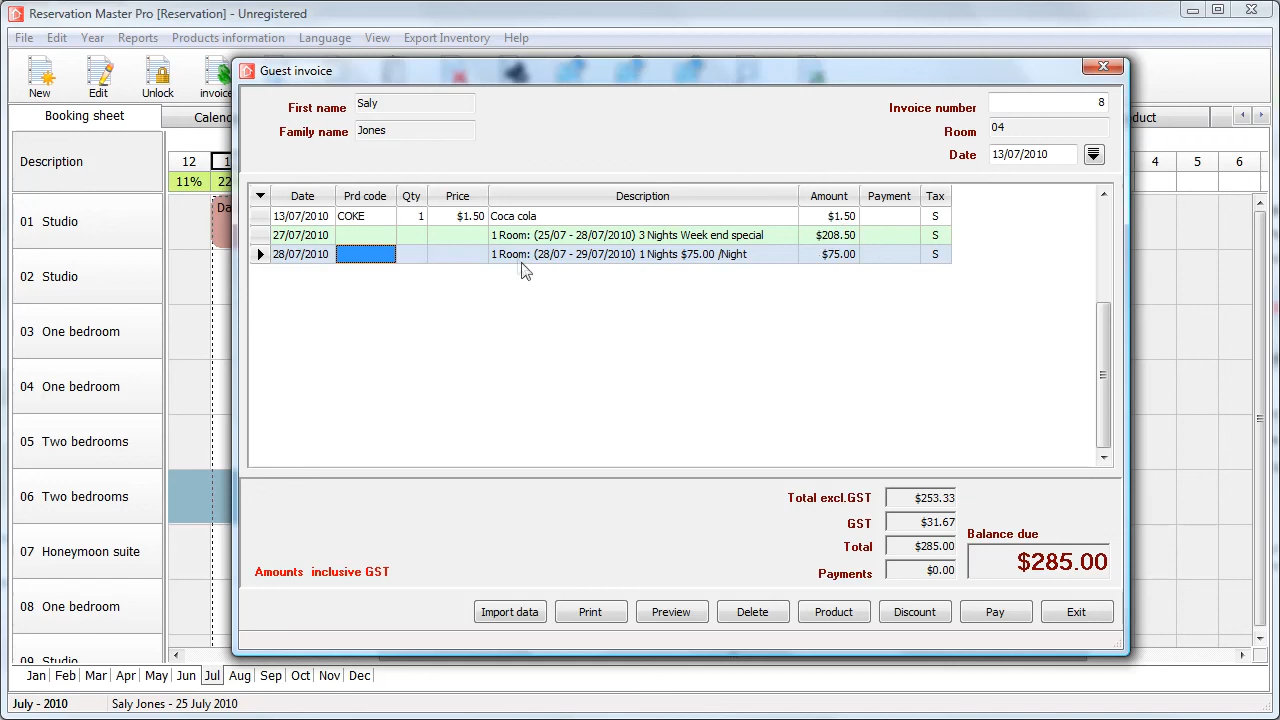 Reservation Master Pro [Reservation] - Unregistered
File Edit Year Reports Products information Language View Export Inventory Help
New Edit Unlock invoice
Booking sheet Calend
Description
12 1
11% 22
01 Studio Da
02 Studio
03 One bedroom
04 One bedroom
05 Two bedrooms
06 Two bedrooms
07 Honeymoon suite
08 One bedroom
09 Studio
Guest invoice
First name Saly
Family name Jones
Invoice number 8
Room 04
Date 13/07/2010
Date Prd code Qty Price Description Amount Payment Tax
13/07/2010 COKE 1 $1.50 Coca cola $1.50 S
27/07/2010 1 Room: (25/07 - 28/07/2010) 3 Nights Week end special $208.50 S
28/07/2010 1 Room: (28/07 - 29/07/2010) 1 Nights $75.00 /Night $75.00 S
Total excl.GST $253.33
GST $31.67
Total $285.00
Payments $0.00
Balance due
$285.00
Amounts inclusive GST
Import data Print Preview Delete Product Discount Pay Exit
duct
4 5 6
Jan Feb Mar Apr May Jun Jul Aug Sep Oct Nov Dec
July - 2010 Saly Jones - 25 July 2010